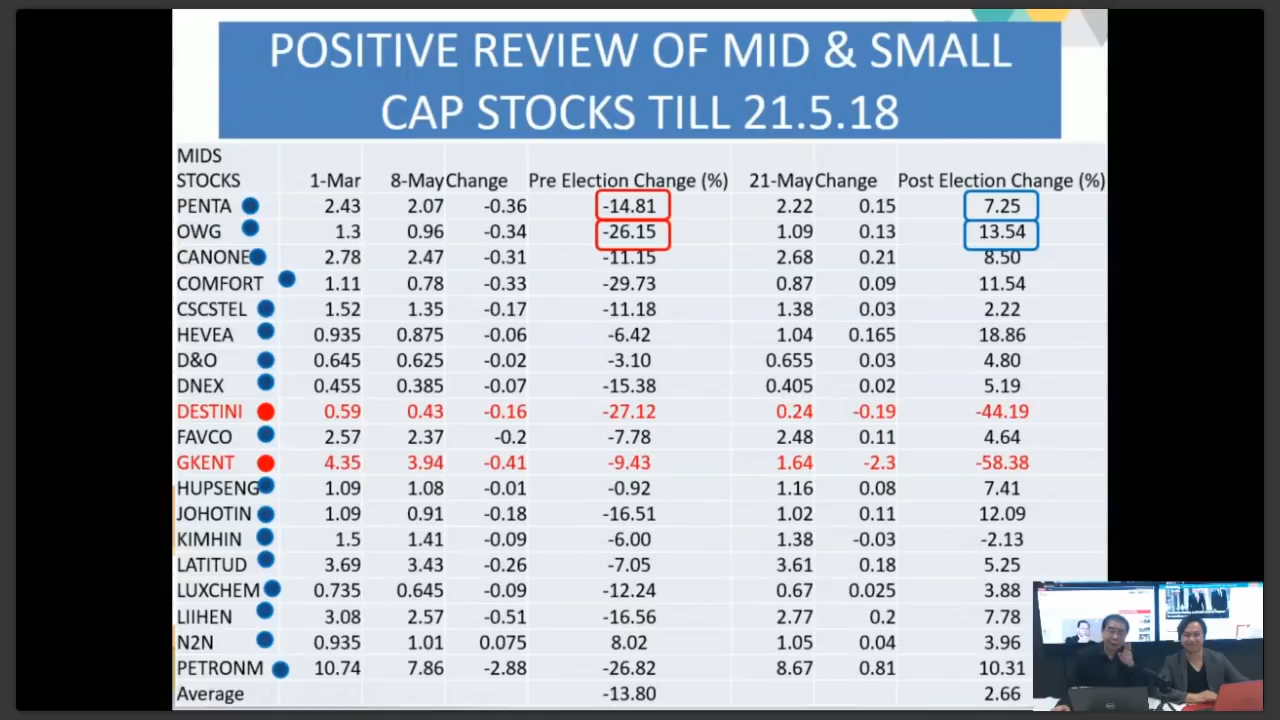 POSITIVE REVIEW OF MID & SMALL
CAP STOCKS TILL 21.5.18
MIDS
STOCKS 1-Mar 8-May Change Pre Election Change (%) 21-May Change Post Election Change (%)
PENTA 2.43 2.07 -0.36 -14.81 2.22 0.15 7.25
OWG 1.3 0.96 -0.34 -26.15 1.09 0.13 13.54
CANONE 2.78 2.47 -0.31 -11.15 2.68 0.21 8.50
COMFORT 1.11 0.78 -0.33 -29.73 0.87 0.09 11.54
CSCSTEL 1.52 1.35 -0.17 -11.18 1.38 0.03 2.22
HEVEA 0.935 0.875 -0.06 -6.42 1.04 0.165 18.86
D&O 0.645 0.625 -0.02 -3.10 0.655 0.03 4.80
DNEX 0.455 0.385 -0.07 -15.38 0.405 0.02 5.19
DESTINI 0.59 0.43 -0.16 -27.12 0.24 -0.19 -44.19
FAVCO 2.57 2.37 -0.2 -7.78 2.48 0.11 4.64
GKENT 4.35 3.94 -0.41 -9.43 1.64 -2.3 -58.38
HUPSENG 1.09 1.08 -0.01 -0.92 1.16 0.08 7.41
JOHOTIN 1.09 0.91 -0.18 -16.51 1.02 0.11 12.09
KIMHIN 1.5 1.41 -0.09 -6.00 1.38 -0.03 -2.13
LATITUD 3.69 3.43 -0.26 -7.05 3.61 0.18 5.25
LUXCHEM 0.735 0.645 -0.09 -12.24 0.67 0.025 3.88
LIIHEN 3.08 2.57 -0.51 -16.56 2.77 0.2 7.78
N2N 0.935 1.01 0.075 8.02 1.05 0.04 3.96
PETRONM 10.74 7.86 -2.88 -26.82 8.67 0.81 10.31
Average -13.80 2.66